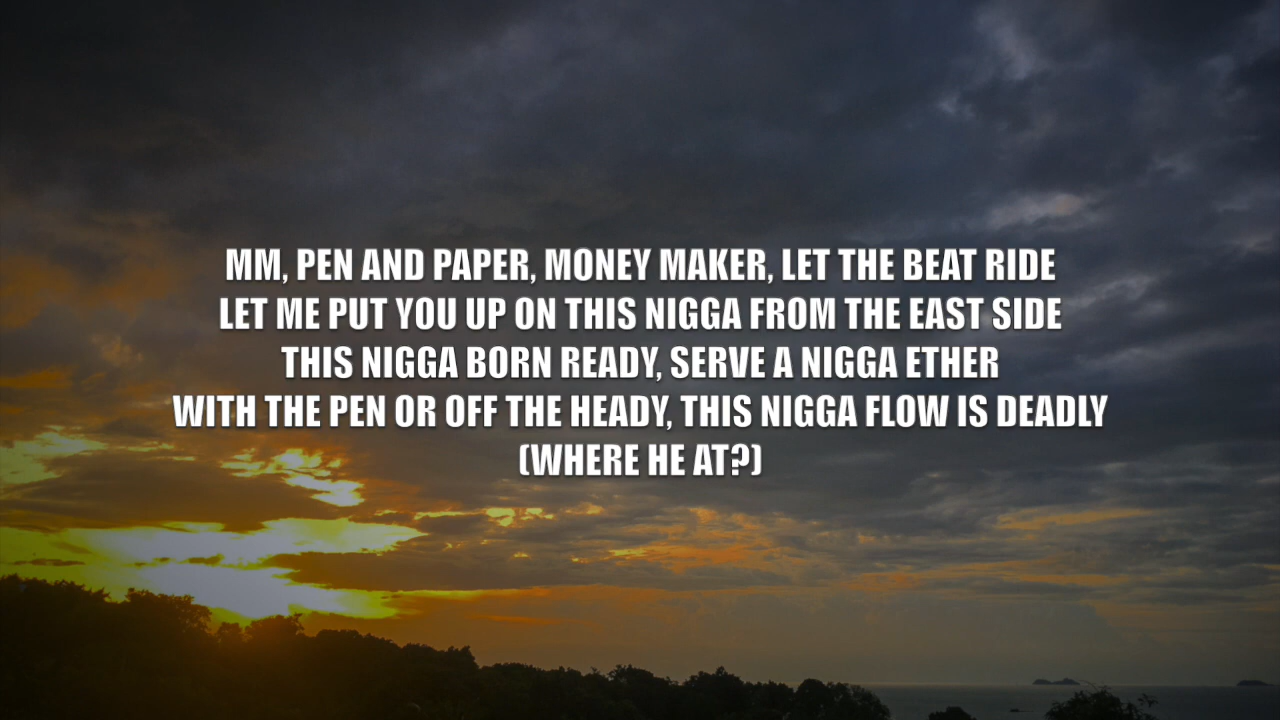 MM, PEN AND PAPER, MONEY MAKER, LET THE BEAT RIDE
LET ME PUT YOU UP ON THIS NIGGA FROM THE EAST SIDE
THIS NIGGA BORN READY, SERVE A NIGGA ETHER
WITH THE PEN OR OFF THE HEADY, THIS NIGGA FLOW IS DEADLY
(WHERE HE AT?)